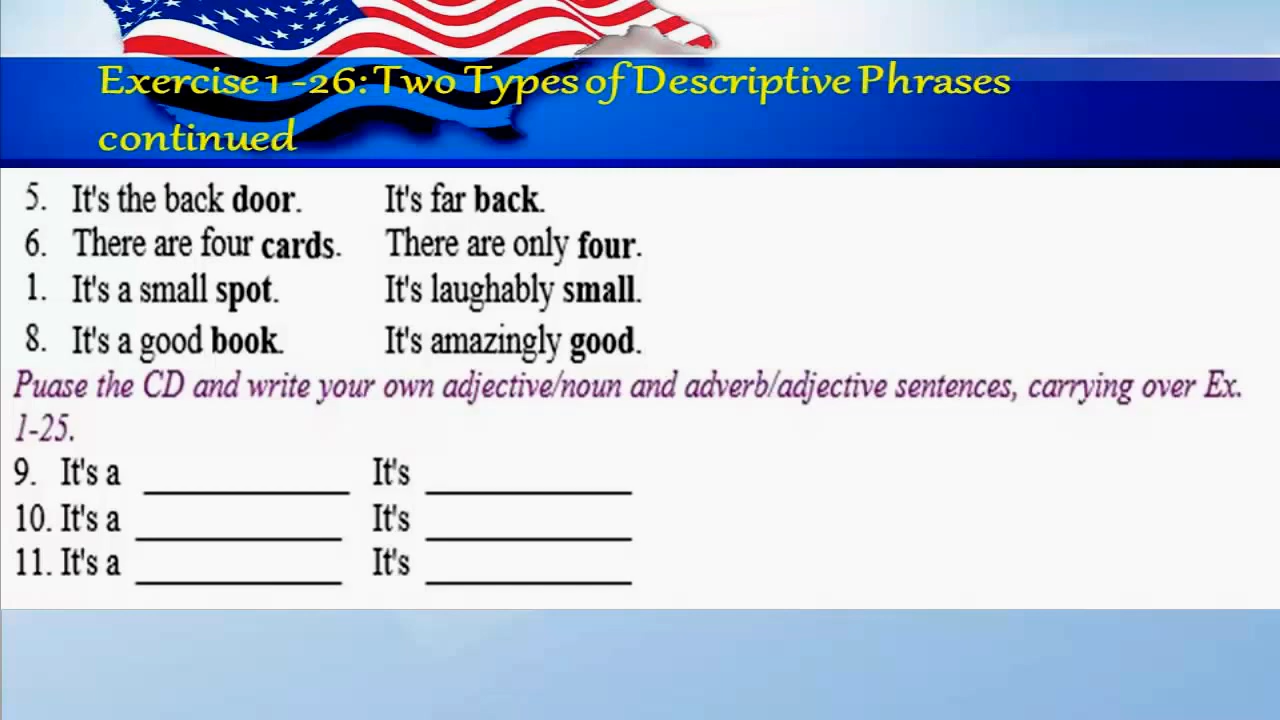 Exercise 1 -26: Two Types of Descriptive Phrases
continued
5. It's the back door. It's far back.
6. There are four cards. There are only four.
1. It's a small spot. It's laughably small.
8. It's a good book. It's amazingly good.
Puase the CD and write your own adjective/noun and adverb/adjective sentences, carrying over Ex.
1-25.
9. It's a ____________ It's ____________
10. It's a ____________ It's ____________
11. It's a ____________ It's ____________